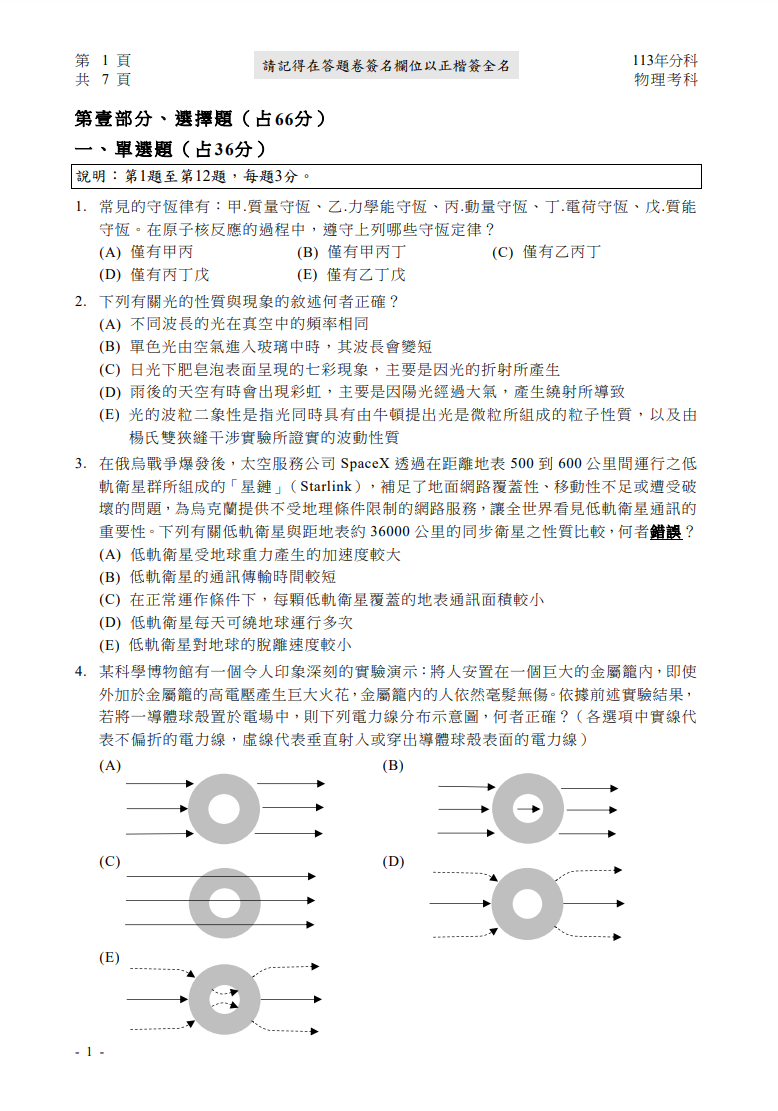 第 1 頁
共 7 頁
請記得在答題卷簽名欄位以正楷簽全名
113年分科
物理考科
第壹部分、選擇題（占66分）
一、單選題（占36分）
說明：第1題至第12題，每題3分。
1. 常見的守恆律有：甲.質量守恆、乙.力學能守恆、丙.動量守恆、丁.電荷守恆、戊.質能
守恆。在原子核反應的過程中，遵守上列哪些守恆定律？
(A) 僅有甲丙 (B) 僅有甲丙丁 (C) 僅有乙丙丁
(D) 僅有丙丁戊 (E) 僅有乙丁戊
2. 下列有關光的性質與現象的敘述何者正確？
(A) 不同波長的光在真空中的頻率相同
(B) 單色光由空氣進入玻璃中時，其波長會變短
(C) 日光下肥皂泡表面呈現的七彩現象，主要是因光的折射所產生
(D) 雨後的天空有時會出現彩虹，主要是因陽光經過大氣，產生繞射所導致
(E) 光的波粒二象性是指光同時具有由牛頓提出光是微粒所組成的粒子性質，以及由
楊氏雙狹縫干涉實驗所證實的波動性質
3. 在俄烏戰爭爆發後，太空服務公司 SpaceX 透過在距離地表 500 到 600 公里間運行之低
軌衛星群所組成的「星鏈」（Starlink），補足了地面網路覆蓋性、移動性不足或遭受破
壞的問題，為烏克蘭提供不受地理條件限制的網路服務，讓全世界看見低軌衛星通訊的
重要性。下列有關低軌衛星與距地表約 36000 公里的同步衛星之性質比較，何者錯誤？
(A) 低軌衛星受地球重力產生的加速度較大
(B) 低軌衛星的通訊傳輸時間較短
(C) 在正常運作條件下，每顆低軌衛星覆蓋的地表通訊面積較小
(D) 低軌衛星每天可繞地球運行多次
(E) 低軌衛星對地球的脫離速度較小
4. 某科學博物館有一個令人印象深刻的實驗演示：將人安置在一個巨大的金屬籠內，即使
外加於金屬籠的高電壓產生巨大火花，金屬籠內的人依然毫髮無傷。依據前述實驗結果，
若將一導體球殼置於電場中，則下列電力線分布示意圖，何者正確？（各選項中實線代
表不偏折的電力線，虛線代表垂直射入或穿出導體球殼表面的電力線）
(A) (B)
(C) (D)
(E)
- 1 -